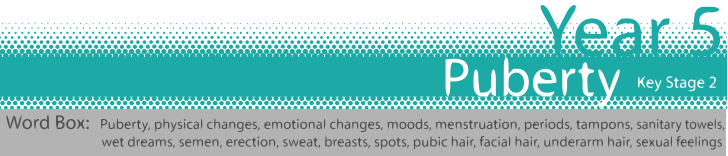 Year 5
Puberty Key Stage 2
Word Box: Puberty, physical changes, emotional changes, moods, menstruation, periods, tampons, sanitary towels,
wet dreams, semen, erection, sweat, breasts, spots, pubic hair, facial hair, underarm hair, sexual feelings